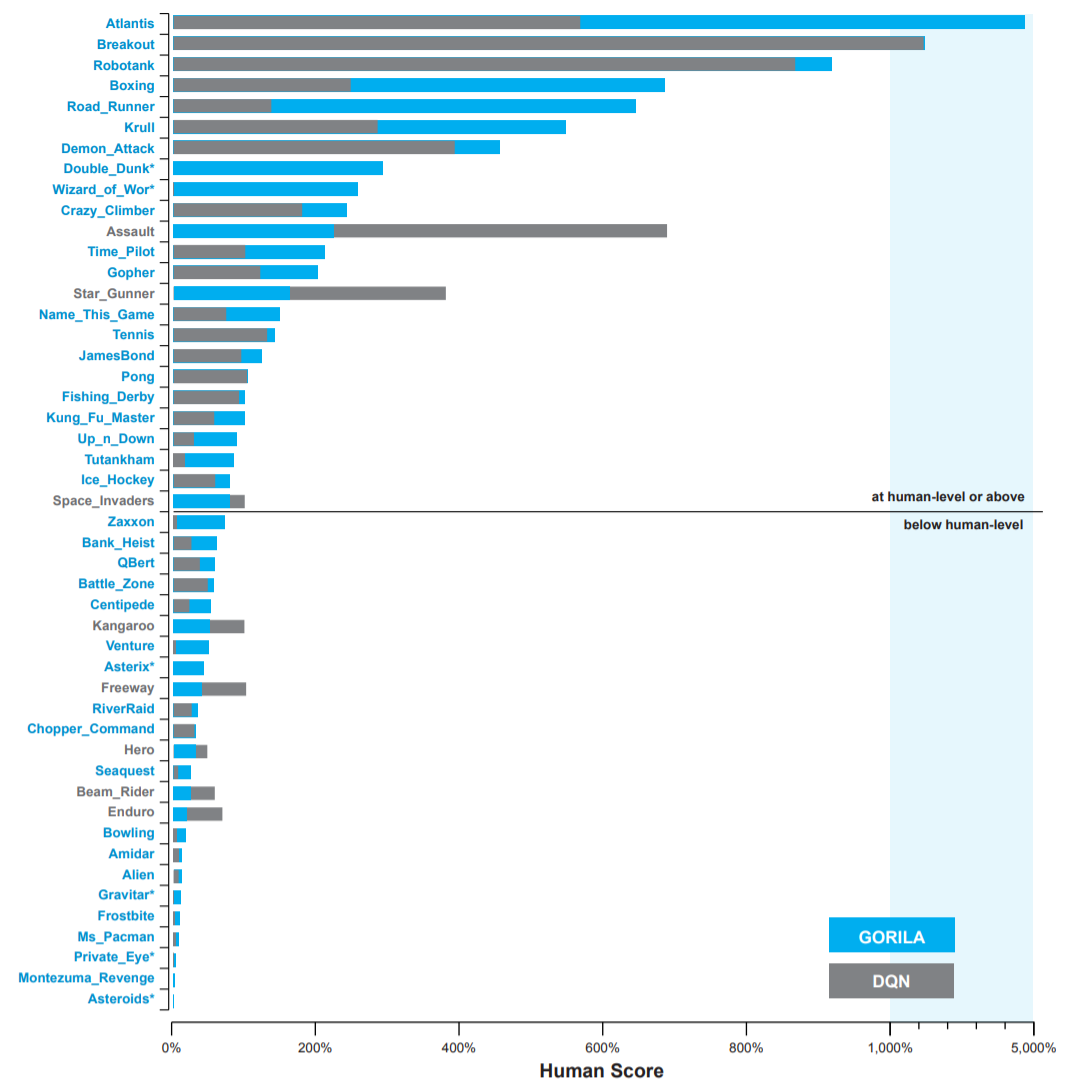 Atlantis
Breakout
Robotank
Boxing
Road_Runner
Krull
Demon_Attack
Double_Dunk*
Wizard_of_Wor*
Crazy_Climber
Assault
Time_Pilot
Gopher
Star_Gunner
Name_This_Game
Tennis
JamesBond
Pong
Fishing_Derby
Kung_Fu_Master
Up_n_Down
Tutankham
Ice_Hockey
Space_Invaders
at human-level or above
below human-level
Zaxxon
Bank_Heist
QBert
Battle_Zone
Centipede
Kangaroo
Venture
Asterix*
Freeway
RiverRaid
Chopper_Command
Hero
Seaquest
Beam_Rider
Enduro
Bowling
Amidar
Alien
Gravitar*
Frostbite
Ms_Pacman
Private_Eye*
Montezuma_Revenge
Asteroids*
GORILA
DQN
0% 200% 400% 600% 800% 1,000% 5,000%
Human Score